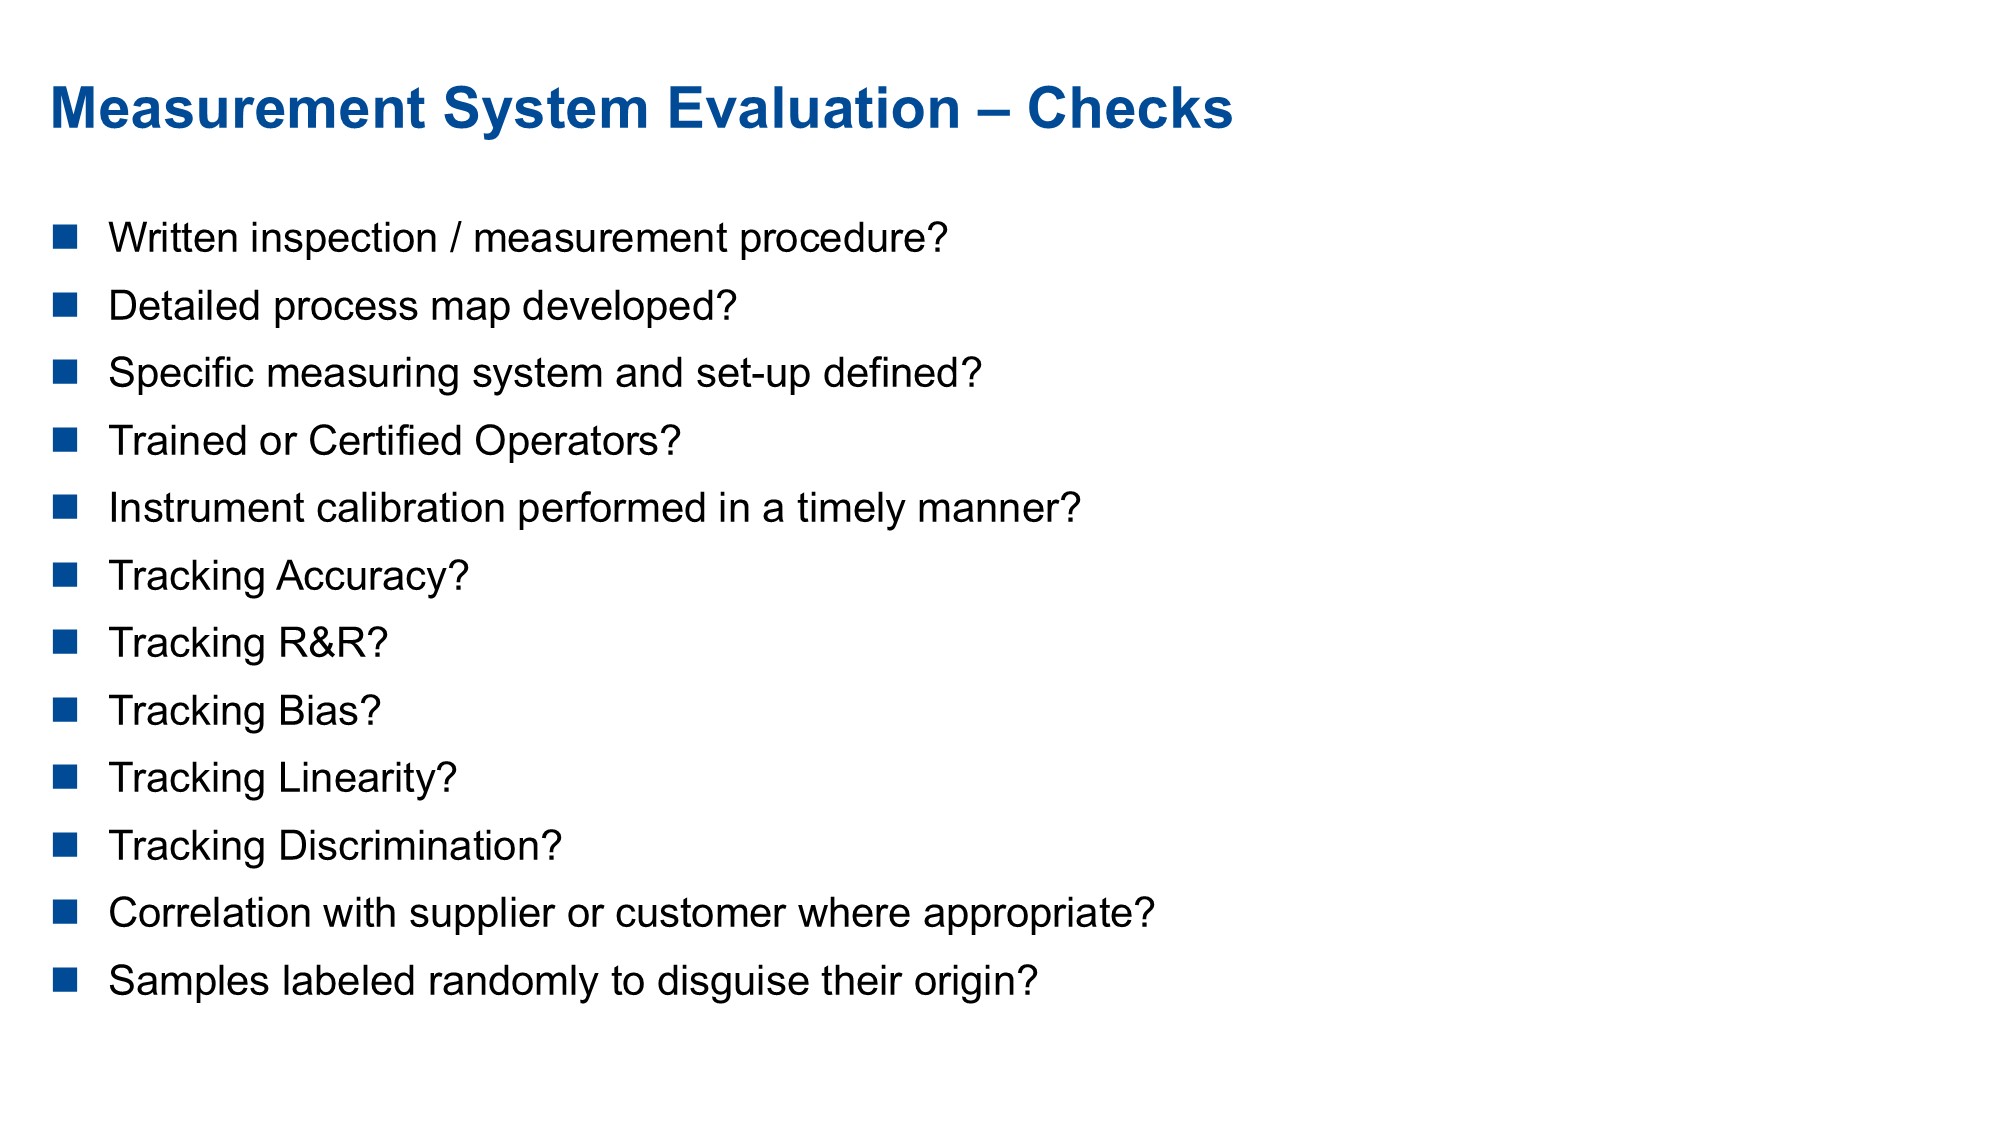 Measurement System Evaluation – Checks
Written inspection / measurement procedure?
Detailed process map developed?
Specific measuring system and set-up defined?
Trained or Certified Operators?
Instrument calibration performed in a timely manner?
Tracking Accuracy?
Tracking R&R?
Tracking Bias?
Tracking Linearity?
Tracking Discrimination?
Correlation with supplier or customer where appropriate?
Samples labeled randomly to disguise their origin?